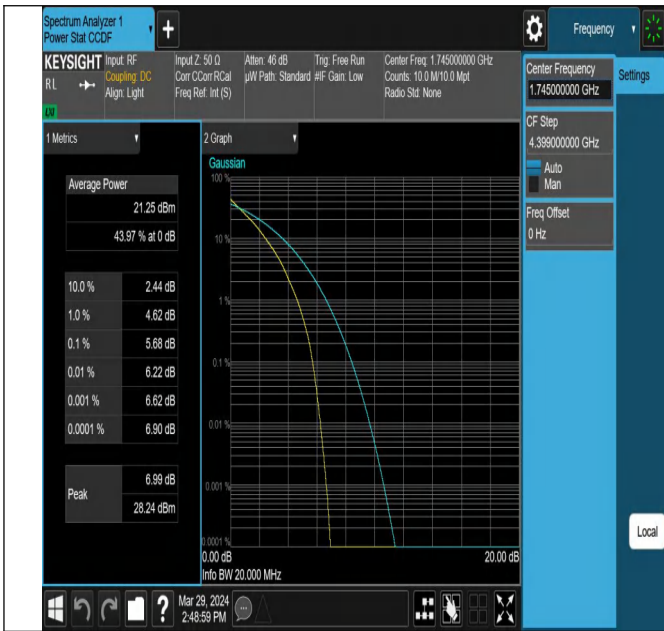 Spectrum Analyzer 1
Power Stat CCDF
+
Frequency
KEYSIGHT
RL
LXI
Input: RF
Coupling: DC
Align: Light
Input Z: 50 Ω
Corr CCorr RCal
Freq Ref: Int (S)
Atten: 46 dB
µW Path: Standard
Trig: Free Run
#IF Gain: Low
Center Freq: 1.745000000 GHz
Counts: 10.0 M/10.0 Mpt
Radio Std: None
Center Frequency
1.745000000 GHz
Settings
CF Step
4.399000000 GHz
Auto
Man
Freq Offset
0 Hz
1 Metrics
Average Power
21.25 dBm
43.97 % at 0 dB
10.0 % 2.44 dB
1.0 % 4.62 dB
0.1 % 5.68 dB
0.01 % 6.22 dB
0.001 % 6.62 dB
0.0001 % 6.90 dB
Peak
6.99 dB
28.24 dBm
2 Graph
Gaussian
100 %
10 %
1 %
0.1 %
0.01 %
0.001 %
0.0001 %
0.00 dB
20.00 dB
Info BW 20.000 MHz
Local
?
Mar 29, 2024
2:48:59 PM